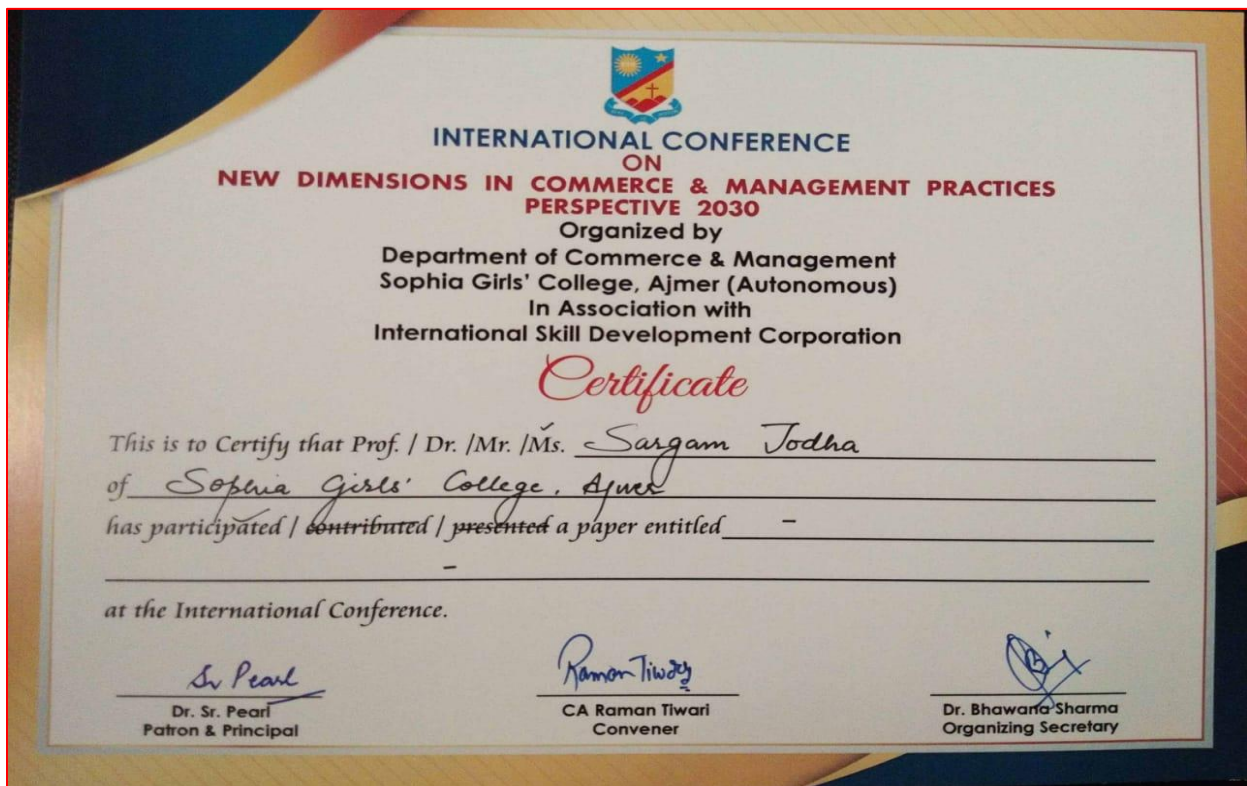 INTERNATIONAL CONFERENCE
ON
NEW DIMENSIONS IN COMMERCE & MANAGEMENT PRACTICES
PERSPECTIVE 2030
Organized by
Department of Commerce & Management
Sophia Girls' College, Ajmer (Autonomous)
In Association with
International Skill Development Corporation
Certificate
This is to Certify that Prof. / Dr. /Mr. /Ms. Sargam Jodha
of Sophia Girls' College, Ajmer
has participated / contributed / presented a paper entitled -
-
at the International Conference.
Sr Pearl
Raman Tiwary
Dr. Sr. Pearl
Patron & Principal
CA Raman Tiwari
Convener
Dr. Bhawana Sharma
Organizing Secretary